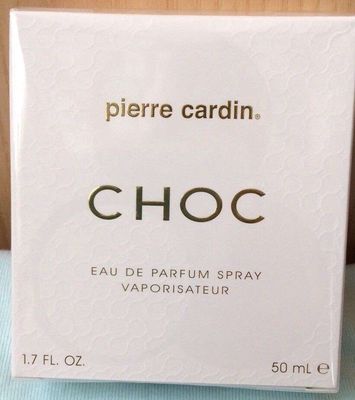 pierre cardin®
CHOC
EAU DE PARFUM SPRAY
VAPORISATEUR
1.7 FL. OZ. 50 mL ℮